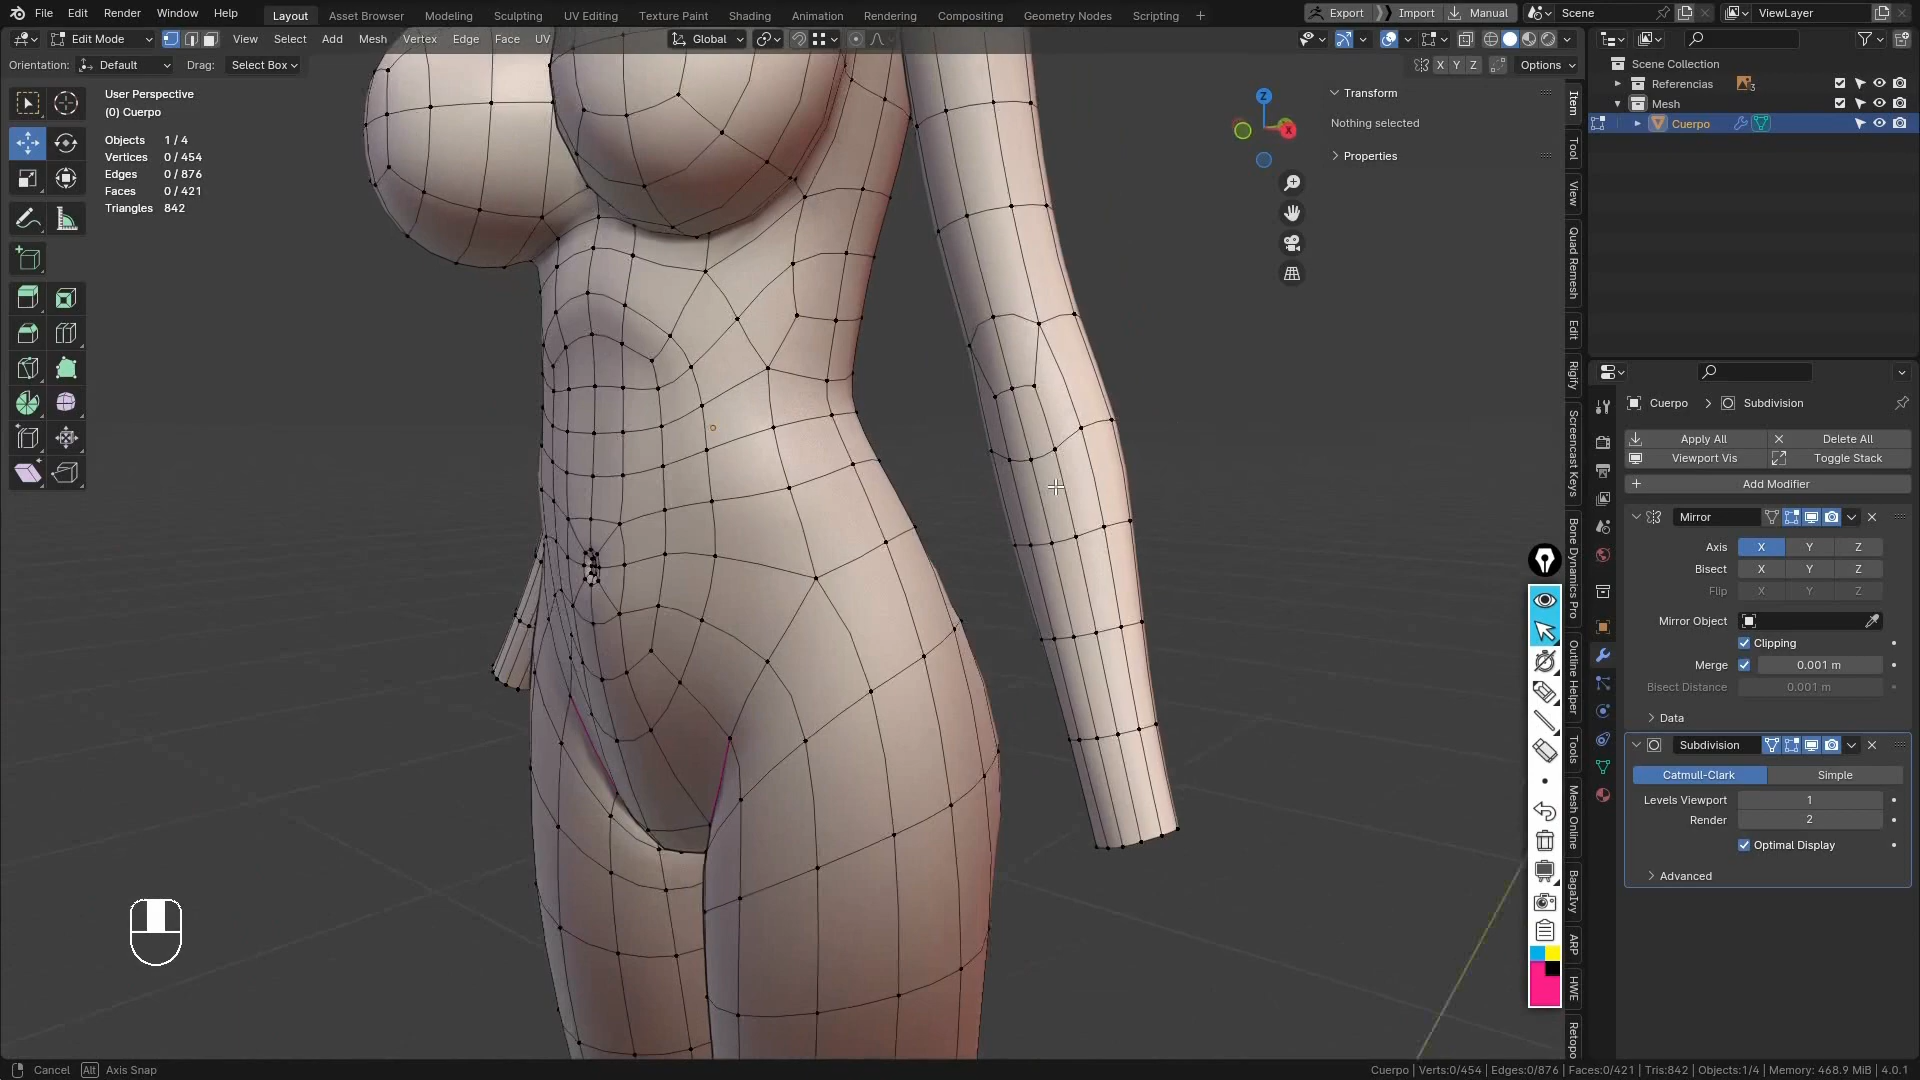 File Edit Render Window Help Layout Asset Browser Modeling Sculpting UV Editing Texture Paint Shading Animation Rendering Compositing Geometry Nodes Scripting + Export Import Manual Scene ViewLayer
Edit Mode View Select Add Mesh Vertex Edge Face UV Global
Orientation: Default Drag: Select Box X Y Z Options
User Perspective
(0) Cuerpo
Objects 1 / 4
Vertices 0 / 454
Edges 0 / 876
Faces 0 / 421
Triangles 842
Z
X
Transform
Nothing selected
Properties
Item
Tool
View
Quad Remesh
Edit
Rigify
Screencast Keys
Bone Dynamics Pro
Outline Helper
Tools
Mesh Online
Bagalvy
ARP
HWE
Retopo
Scene Collection
Referencias 3
Mesh
Cuerpo
Cuerpo > Subdivision
Apply All Delete All
Viewport Vis Toggle Stack
Add Modifier
Mirror
Axis X Y Z
Bisect X Y Z
Flip X Y Z
Mirror Object
Clipping
Merge 0.001 m
Bisect Distance 0.001 m
Data
Subdivision
Catmull-Clark Simple
Levels Viewport 1
Render 2
Optimal Display
Advanced
Cancel Alt Axis Snap
Cuerpo | Verts:0/454 | Edges:0/876 | Faces:0/421 | Tris:842 | Objects:1/4 | Memory: 468.9 MiB | 4.0.1